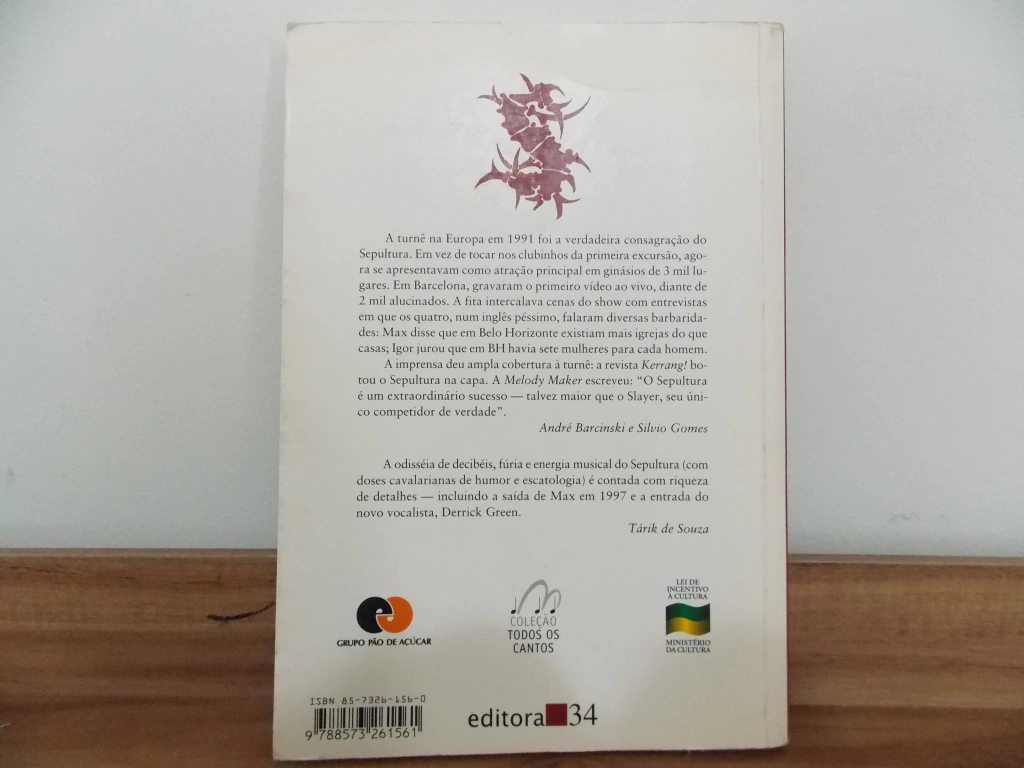 A turnê na Europa em 1991 foi a verdadeira consagração do
Sepultura. Em vez de tocar nos clubinhos da primeira excursão, ago-
ra se apresentavam como atração principal em ginásios de 3 mil lu-
gares. Em Barcelona, gravaram o primeiro vídeo ao vivo, diante de
2 mil alucinados. A fita intercalava cenas do show com entrevistas
em que os quatro, num inglês péssimo, falaram diversas barbarida-
des: Max disse que em Belo Horizonte existiam mais igrejas do que
casas; Igor jurou que em BH havia sete mulheres para cada homem.
A imprensa deu ampla cobertura à turnê: a revista Kerrang! bo-
tou o Sepultura na capa. A Melody Maker escreveu: “O Sepultura
é um extraordinário sucesso — talvez maior que o Slayer, seu úni-
co competidor de verdade”.
André Barcinski e Silvio Gomes
A odisséia de decibéis, fúria e energia musical do Sepultura (com
doses cavalarianas de humor e escatologia) é contada com riqueza
de detalhes — incluindo a saída de Max em 1997 e a entrada do
novo vocalista, Derrick Green.
Tárik de Souza
GRUPO PÃO DE AÇÚCAR
COLEÇÃO
TODOS OS
CANTOS
LEI DE
INCENTIVO
À CULTURA
MINISTÉRIO
DA CULTURA
ISBN 85-7326-156-0
9 788573 261561
editora 34